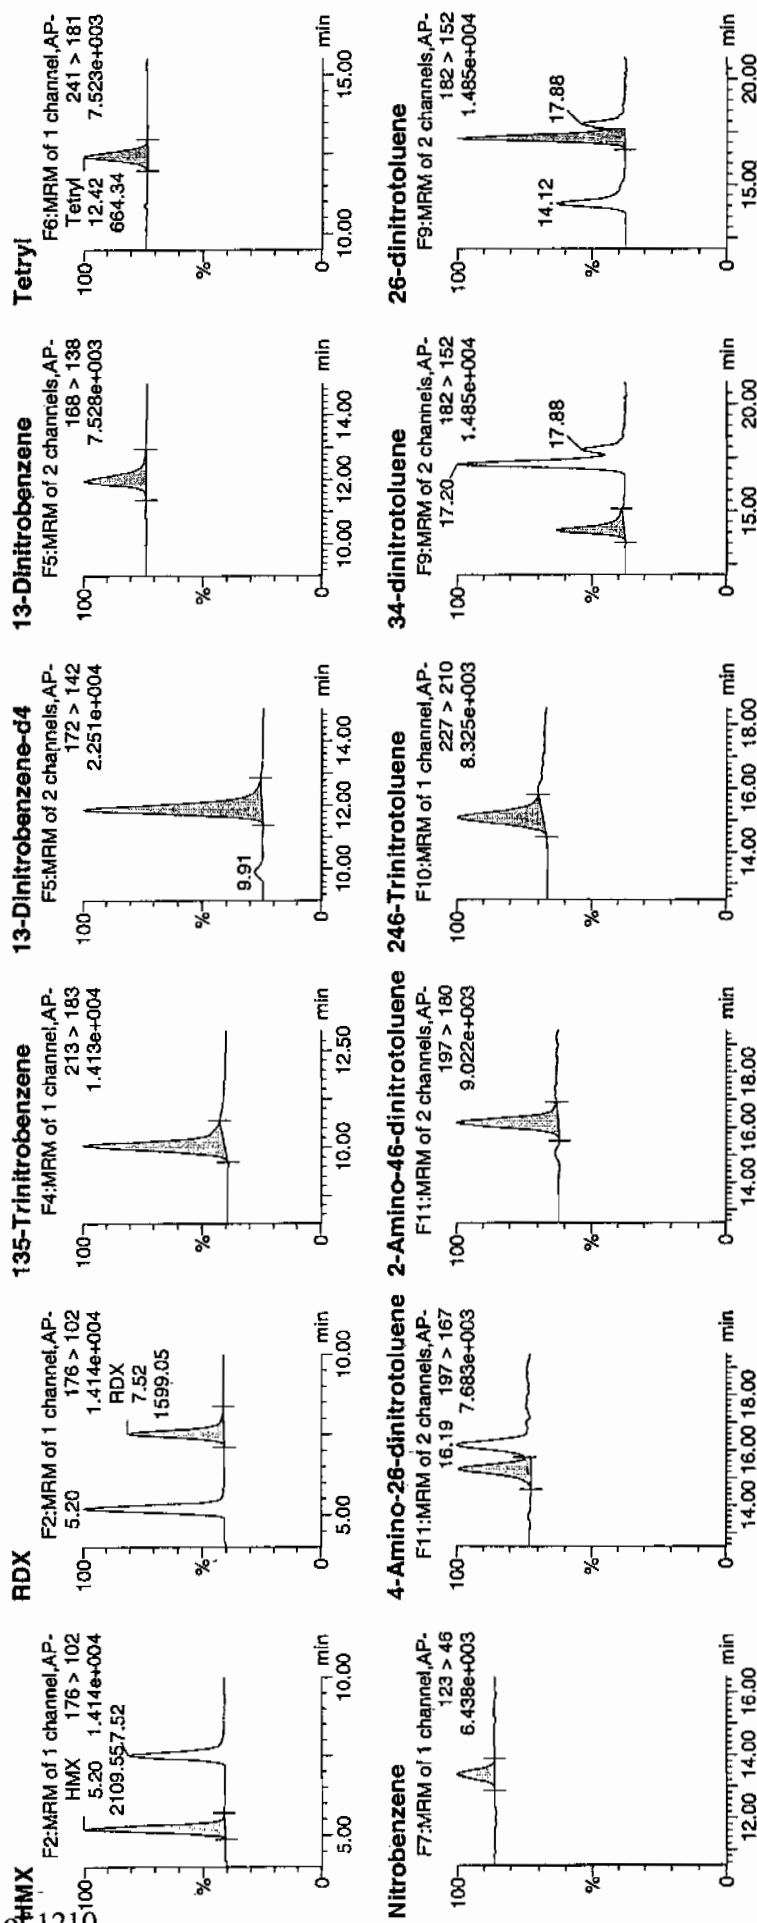 HMX
F2:MRM of 1 channel,AP-
HMX 176 > 102
5.20 1.414e+004
2109.55 7.52
100
%
0
5.00 10.00 min
RDX
F2:MRM of 1 channel,AP-
5.20 176 > 102
1.414e+004
RDX
7.52
1599.05
100
%
0
5.00 10.00 min
135-Trinitrobenzene
F4:MRM of 1 channel,AP-
213 > 183
1.413e+004
100
%
0
10.00 12.50 min
13-Dinitrobenzene-d4
F5:MRM of 2 channels,AP-
172 > 142
2.251e+004
9.91
100
%
0
10.00 12.00 14.00 min
13-Dinitrobenzene
F5:MRM of 2 channels,AP-
168 > 138
7.528e+003
100
%
0
10.00 12.00 14.00 min
Tetryl
F6:MRM of 1 channel,AP-
Tetryl 241 > 181
12.42 7.523e+003
664.34
100
%
0
10.00 15.00 min
Nitrobenzene
F7:MRM of 1 channel,AP-
123 > 46
6.438e+003
100
%
0
12.00 14.00 16.00 min
4-Amino-26-dinitrotoluene
F11:MRM of 2 channels,AP-
16.19 197 > 167
7.683e+003
100
%
0
14.00 16.00 18.00 min
2-Amino-46-dinitrotoluene
F11:MRM of 2 channels,AP-
197 > 180
9.022e+003
100
%
0
14.00 16.00 18.00 min
246-Trinitrotoluene
F10:MRM of 1 channel,AP-
227 > 210
8.325e+003
100
%
0
14.00 16.00 18.00 min
34-dinitrotoluene
F9:MRM of 2 channels,AP-
17.20 182 > 152
1.485e+004
17.88
100
%
0
15.00 20.00 min
26-dinitrotoluene
F9:MRM of 2 channels,AP-
182 > 152
1.485e+004
14.12 17.88
100
%
0
15.00 20.00 min
1210